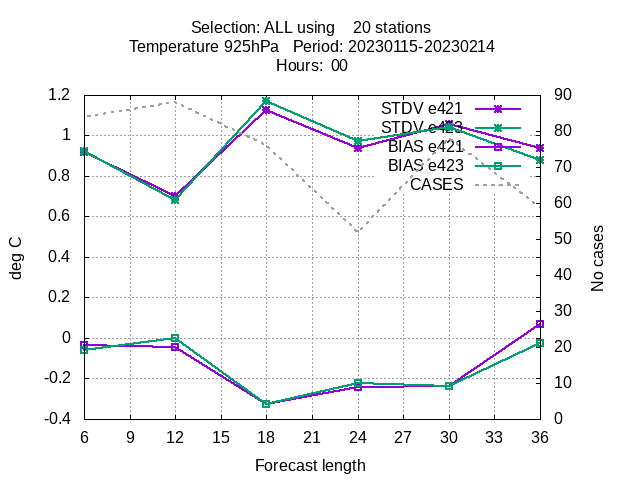 Selection: ALL using    20 stations
Temperature 925hPa   Period: 20230115-20230214
Hours:  00
1.2
1
0.8
0.6
0.4
0.2
0
-0.2
-0.4
90
80
70
60
50
40
30
20
10
0
STDV e421
STDV e423
BIAS e421
BIAS e423
CASES
deg C
No cases
6 9 12 15 18 21 24 27 30 33 36
Forecast length